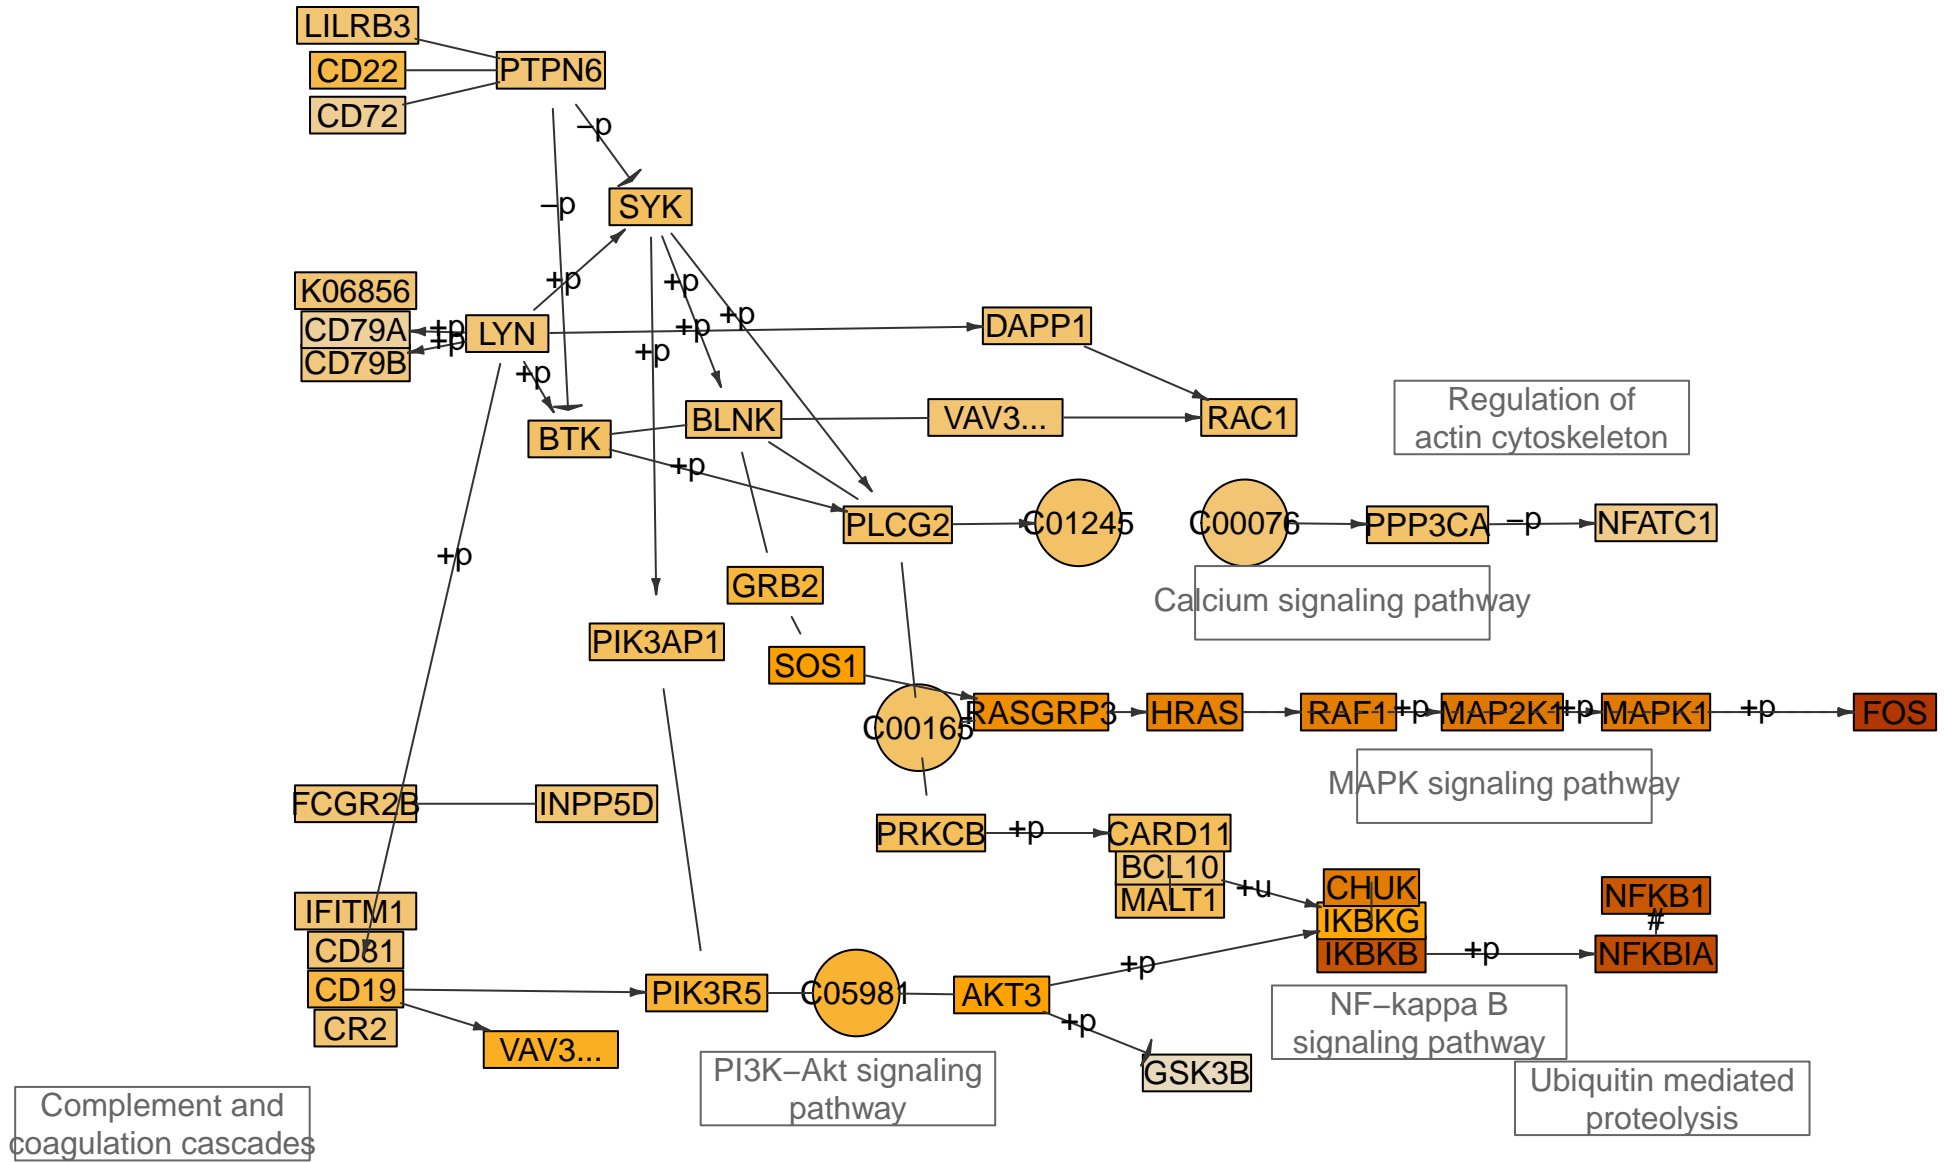 LILRB3
CD22
PTPN6
CD72
−p
SYK
−p
+p
+p
K06856
CD79A
+p
+p
LYN
CD79B
+p
+p
+p
+p
DAPP1
BTK
BLNK
VAV3...
RAC1
Regulation of
actin cytoskeleton
+p
PLCG2
C01245
C00076
PPP3CA
−p
NFATC1
+p
GRB2
Calcium signaling pathway
PIK3AP1
SOS1
C00165
RASGRP3
HRAS
RAF1
+p
MAP2K1
+p
MAPK1
+p
FOS
MAPK signaling pathway
FCGR2B
INPP5D
PRKCB
+p
CARD11
BCL10
MALT1
+u
CHUK
IKBKG
IKBKB
NFKB1
#
+p
NFKBIA
IFITM1
CD81
CD19
CR2
VAV3...
PIK3R5
C05981
AKT3
+p
+p
GSK3B
NF−kappa B
signaling pathway
PI3K−Akt signaling
pathway
Ubiquitin mediated
proteolysis
Complement and
coagulation cascades